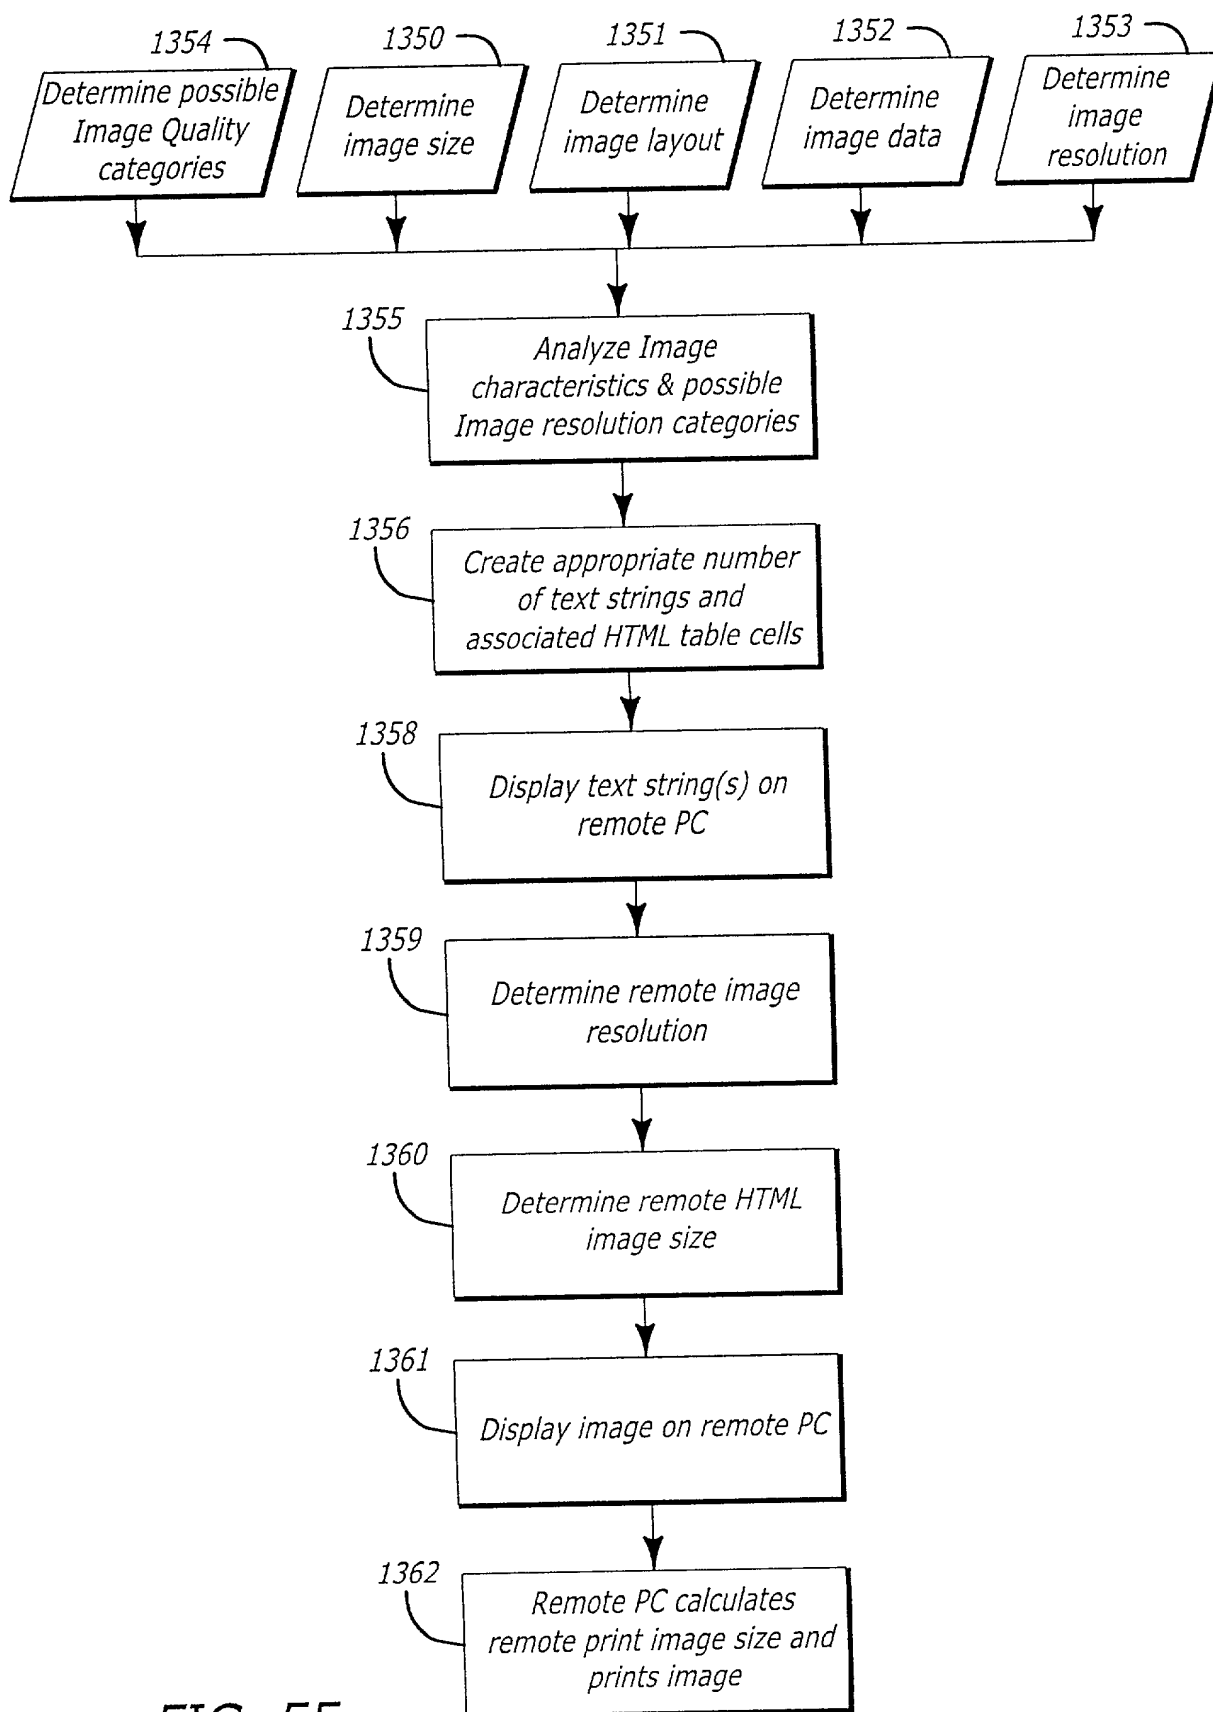 1354
1350
1351
1352
1353
Determine possible
Image Quality
categories
Determine
image size
Determine
image layout
Determine
image data
Determine
image
resolution
1355
Analyze Image
characteristics & possible
Image resolution categories
1356
Create appropriate number
of text strings and
associated HTML table cells
1358
Display text string(s) on
remote PC
1359
Determine remote image
resolution
1360
Determine remote HTML
image size
1361
Display image on remote PC
1362
Remote PC calculates
remote print image size and
prints image